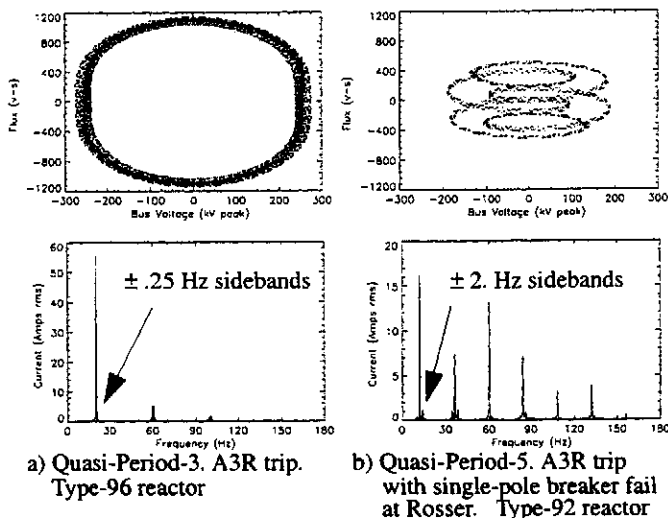 1200
800
400
0
−400
−800
−1200
Flux (v−s)
−300 −200 −100 0 100 200 300
Bus Voltage (kV peak)
1200
800
400
0
−400
−800
−1200
Flux (v−s)
−300 −200 −100 0 100 200 300
Bus Voltage (kV peak)
60
50
40
30
20
10
0
Current (Amps rms)
± .25 Hz sidebands
0 30 60 90 120 150 180
Frequency (Hz)
20
15
10
5
0
Current (Amps rms)
± 2. Hz sidebands
0 30 60 90 120 150 180
Frequency (Hz)
a) Quasi-Period-3. A3R trip.
Type-96 reactor
b) Quasi-Period-5. A3R trip
with single-pole breaker fail
at Rosser. Type-92 reactor